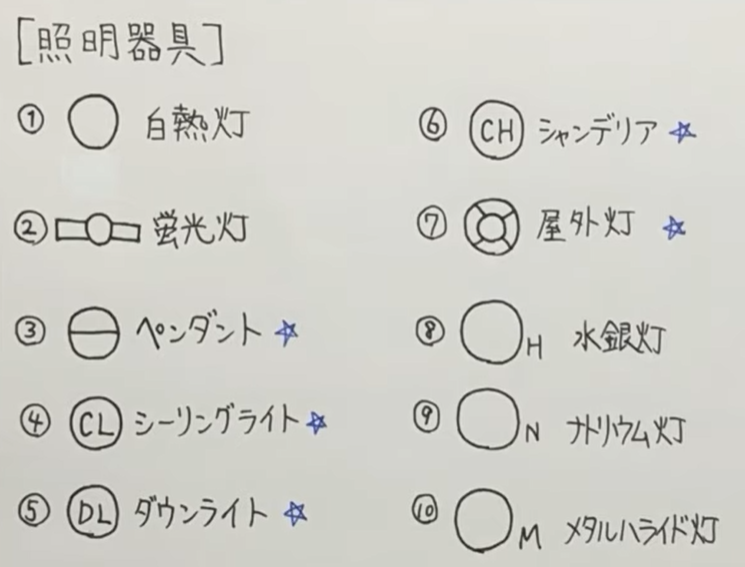 [照明器具]
① 白熱灯
② 蛍光灯
③ ペンダント ☆
④ CL シーリングライト ☆
⑤ DL ダウンライト ☆
⑥ CH シャンデリア ☆
⑦ 屋外灯 ☆
⑧ H 水銀灯
⑨ N ナトリウム灯
⑩ M メタルハライド灯